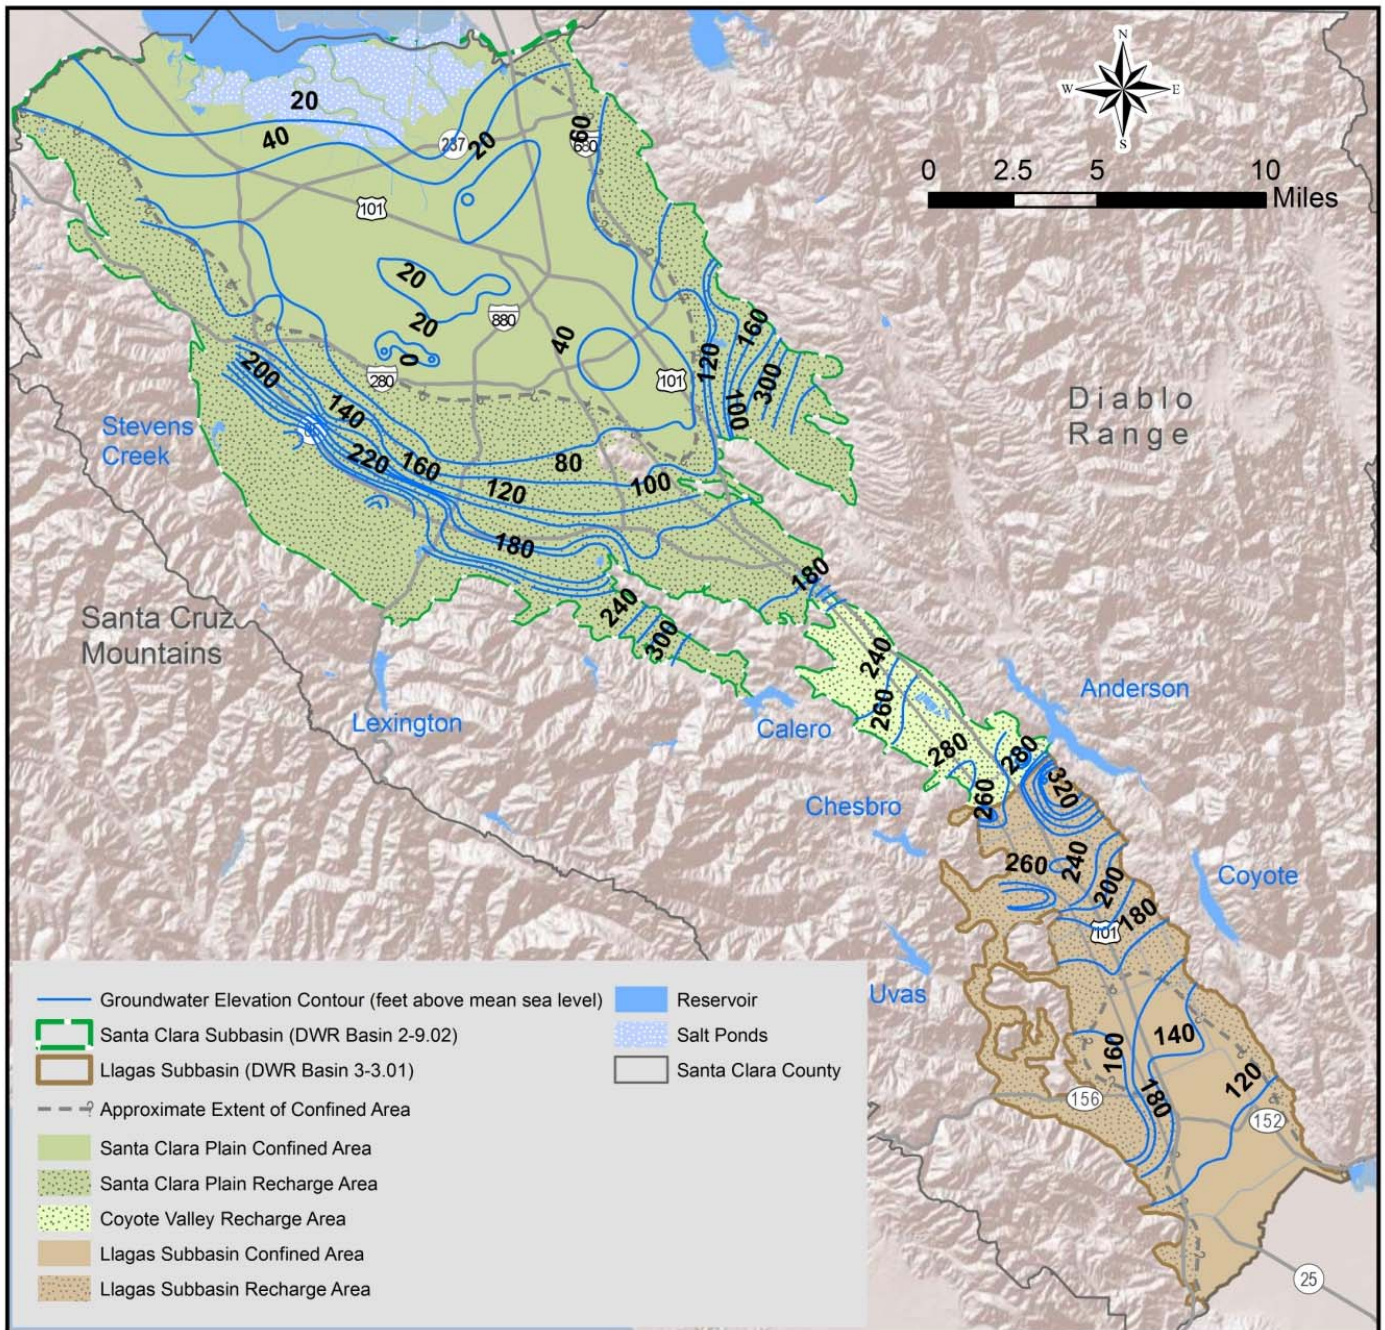 N
W E
S
0 2.5 5 10
Miles
20
40
237
20
60
680
101
20
20
880
0
280
40
101
120
160
100
300
200
140
220
160
80
120
100
180
180
240
300
240
260
280
280
260
320
260
240
200
180
101
140
160
180
120
156
152
25
Diablo
Range
Stevens
Creek
Santa Cruz
Mountains
Lexington
Calero
Anderson
Chesbro
Coyote
Uvas
Groundwater Elevation Contour (feet above mean sea level)
Santa Clara Subbasin (DWR Basin 2-9.02)
Llagas Subbasin (DWR Basin 3-3.01)
Approximate Extent of Confined Area
Santa Clara Plain Confined Area
Santa Clara Plain Recharge Area
Coyote Valley Recharge Area
Llagas Subbasin Confined Area
Llagas Subbasin Recharge Area
Reservoir
Salt Ponds
Santa Clara County